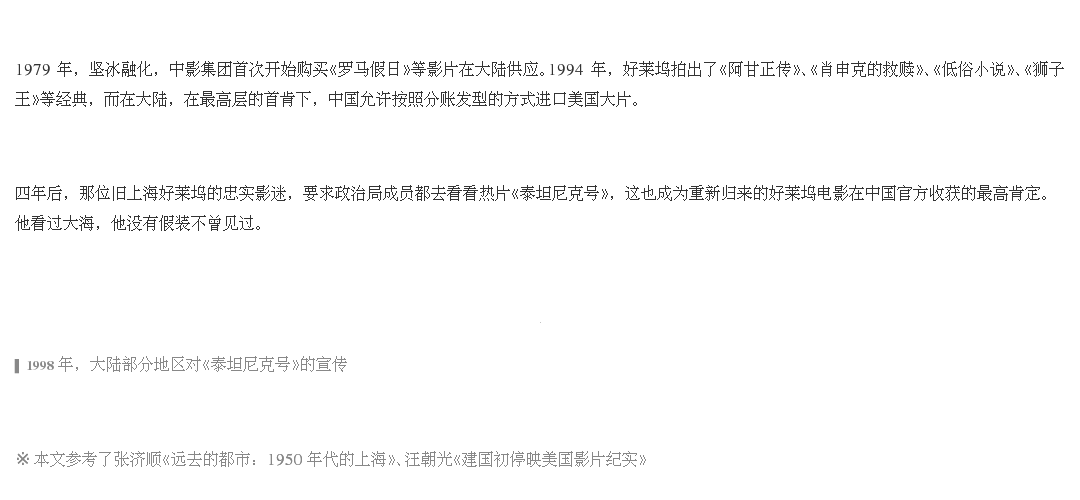 1979 年，坚冰融化，中影集团首次开始购买《罗马假日》等影片在大陆供应。1994 年，好莱坞拍出了《阿甘正传》、《肖申克的救赎》、《低俗小说》、《狮子
王》等经典，而在大陆，在最高层的首肯下，中国允许按照分账发型的方式进口美国大片。
四年后，那位旧上海好莱坞的忠实影迷，要求政治局成员都去看看热片《泰坦尼克号》，这也成为重新归来的好莱坞电影在中国官方收获的最高肯定。
他看过大海，他没有假装不曾见过。
▌1998 年，大陆部分地区对《泰坦尼克号》的宣传
※ 本文参考了张济顺《远去的都市：1950 年代的上海》、汪朝光《建国初停映美国影片纪实》